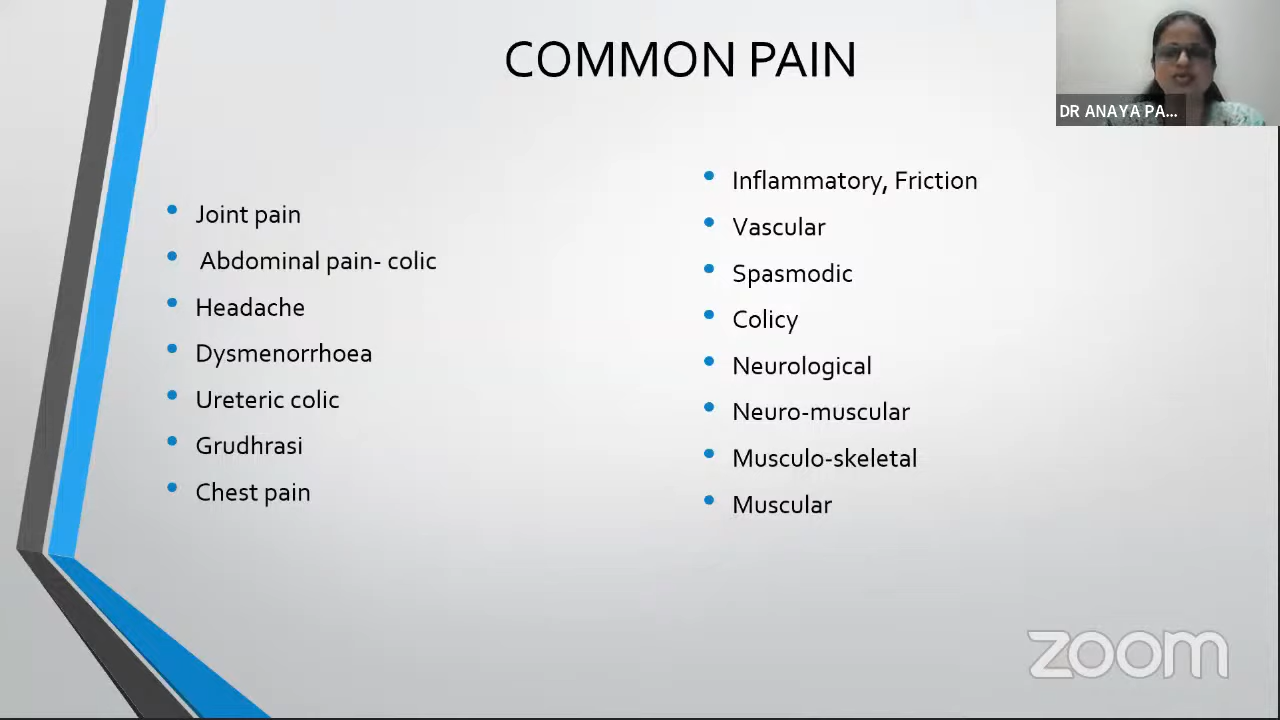 COMMON PAIN
DR ANAYA PA...
Joint pain
Abdominal pain- colic
Headache
Dysmenorrhoea
Ureteric colic
Grudhrasi
Chest pain
Inflammatory, Friction
Vascular
Spasmodic
Colicy
Neurological
Neuro-muscular
Musculo-skeletal
Muscular
zoom